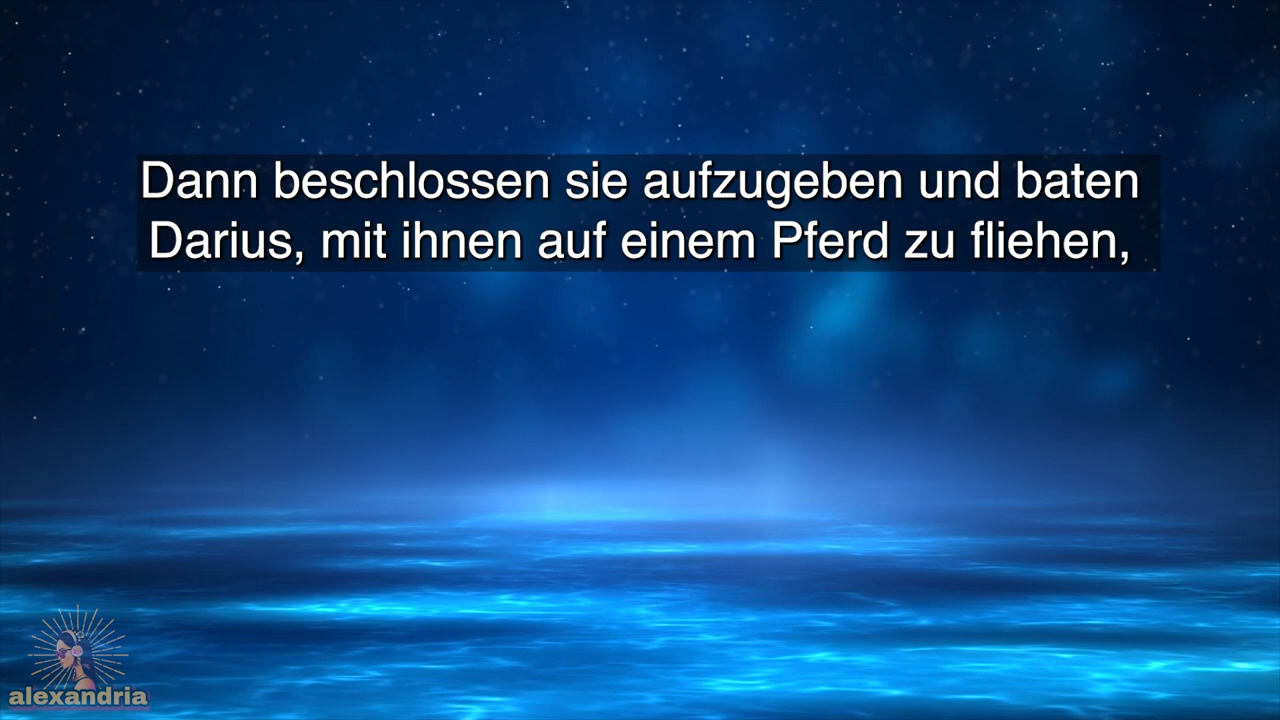 Dann beschlossen sie aufzugeben und baten
Darius, mit ihnen auf einem Pferd zu fliehen,
alexandria